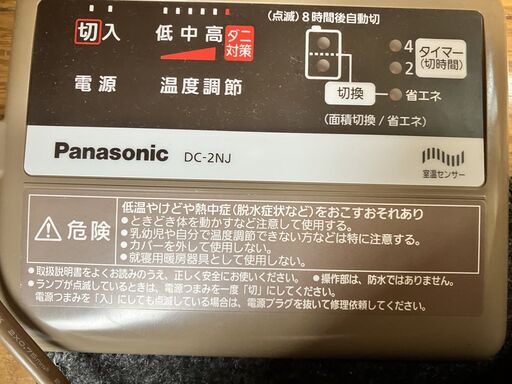 切 入
低 中 高
ダニ
対策
電源
温度調節
(点滅) 8時間後自動切
4
2
タイマー
(切時間)
切換
省エネ
(面積切換/省エネ)
Panasonic DC-2NJ
室温センサー
危険
低温やけどや熱中症(脱水症状など)をおこすおそれあり
●ときどき体を動かすなど注意して使用する。
●乳幼児や自分で温度調節できない方などは特に注意する。
●カバーを外して使用しない。
●就寝用暖房器具として使用しない。
●取扱説明書をよくお読みのうえ、正しく安全にお使いください。 ●操作部は、防水ではありません。
●ランプが点滅しているときは、電源つまみを一度「切」にしてください。
電源つまみを「入」にしても点滅している場合は、電源プラグを抜いて修理依頼してください。